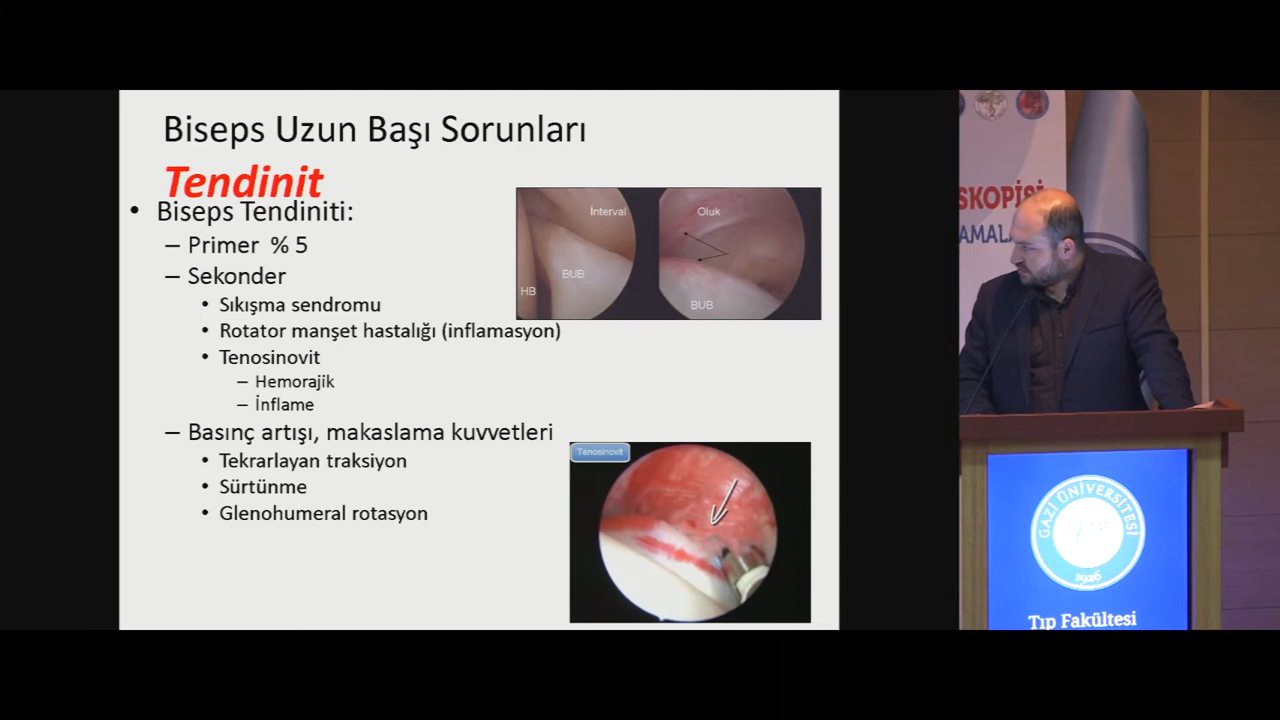 Biseps Uzun Başı Sorunları
Tendinit
• Biseps Tendiniti:
– Primer % 5
– Sekonder
• Sıkışma sendromu
• Rotator manşet hastalığı (inflamasyon)
• Tenosinovit
– Hemorajik
– İnflame
– Basınç artışı, makaslama kuvvetleri
• Tekrarlayan traksiyon
• Sürtünme
• Glenohumeral rotasyon
İnterval
BUB
HB
Oluk
BUB
Tenosinovit
SKOPİSİ
AMALA
GAZİ ÜNİVERSİTESİ
1926
Tıp Fakültesi